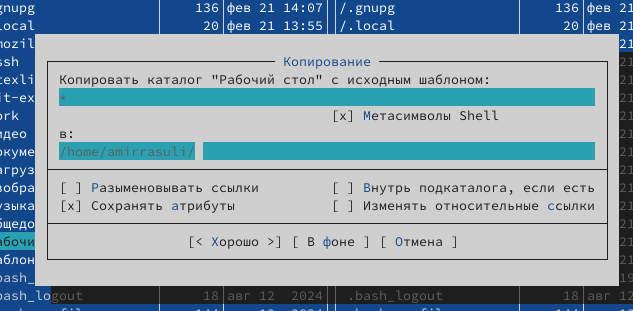 gnupg 136 фев 21 14:07 /.gnupg 136 фев 21
local 20 фев 21 13:55 /.local 20 фев 21
mozil
Копирование
ssh
Копировать каталог "Рабочий стол" с исходным шаблоном:
texli
*
it-ex
[x] Метасимволы Shell
ork
в:
идео
/home/amirrasuli/
окуме
агруз
[ ] Разыменовывать ссылки [ ] Внутрь подкаталога, если есть
зобра
[x] Сохранять атрибуты [ ] Изменять относительные ссылки
узыка
бщедо
[< Хорошо >] [ В фоне ] [ Отмена ]
абочи
аблон
bash_
bash_logout 18 авг 12 2024 .bash_logout 18 авг 12